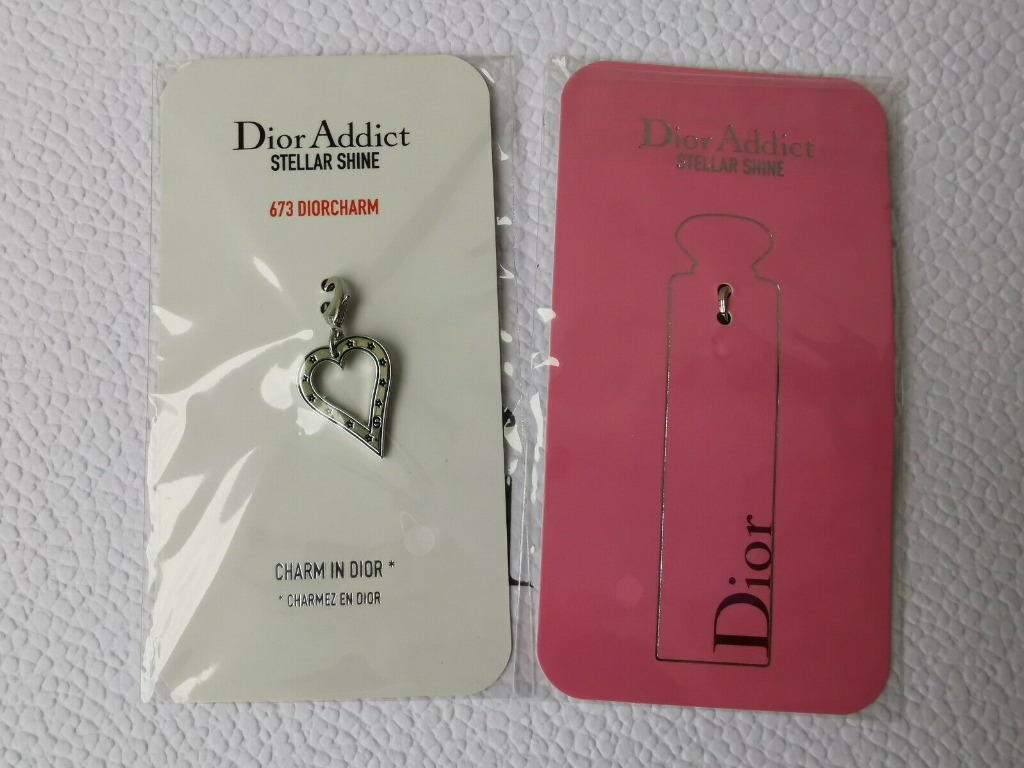 Dior Addict
STELLAR SHINE
673 DIORCHARM
CHARM IN DIOR *
* CHARMEZ EN DIOR
Dior Addict
STELLAR SHINE
Dior